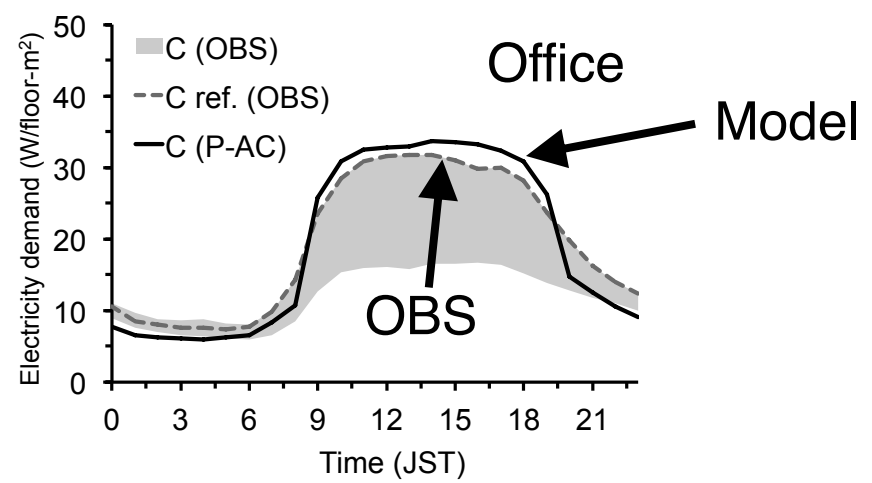 50
40
30
20
10
0
Electricity demand (W/floor-m²)
C (OBS)
C ref. (OBS)
C (P-AC)
Office
Model
OBS
0 3 6 9 12 15 18 21
Time (JST)